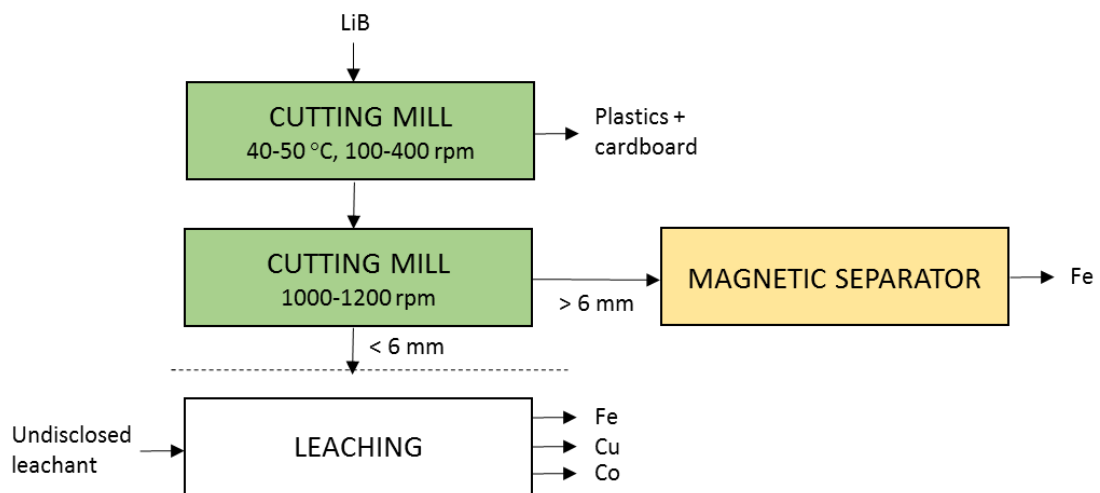 LiB
CUTTING MILL
40-50 °C, 100-400 rpm
Plastics +
cardboard
CUTTING MILL
1000-1200 rpm
> 6 mm
MAGNETIC SEPARATOR
Fe
< 6 mm
Undisclosed
leachant
LEACHING
Fe
Cu
Co